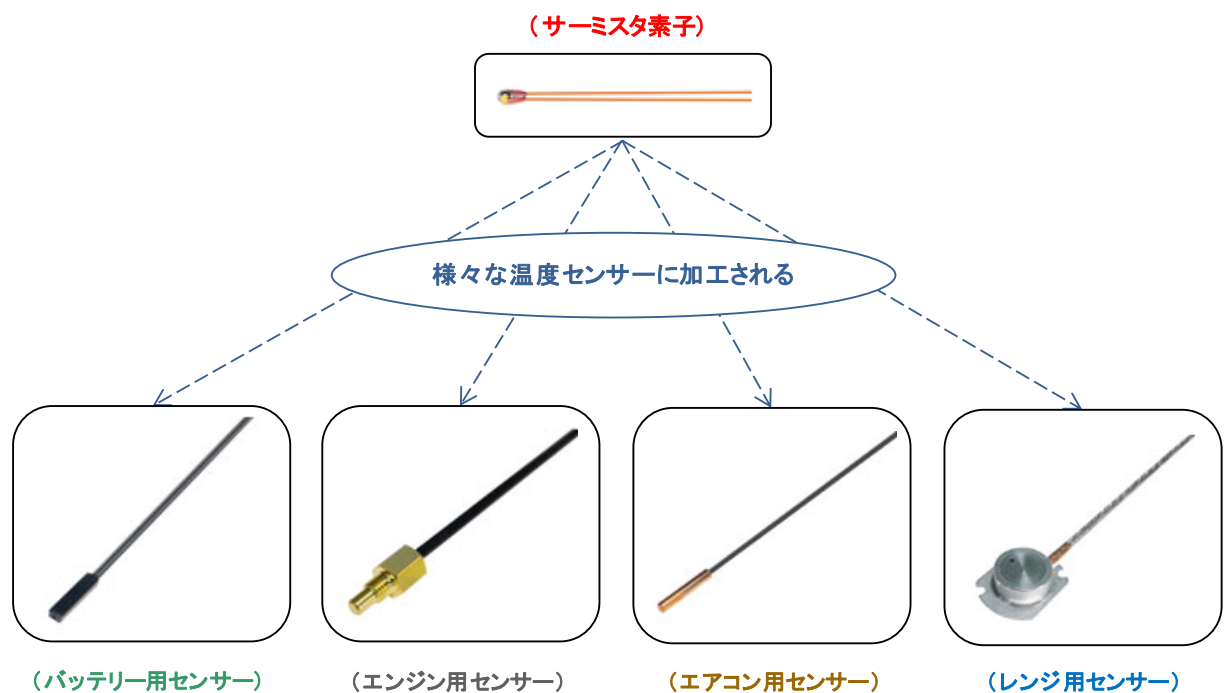 （サーミスタ素子）
様々な温度センサーに加工される
（バッテリー用センサー）
（エンジン用センサー）
（エアコン用センサー）
（レンジ用センサー）